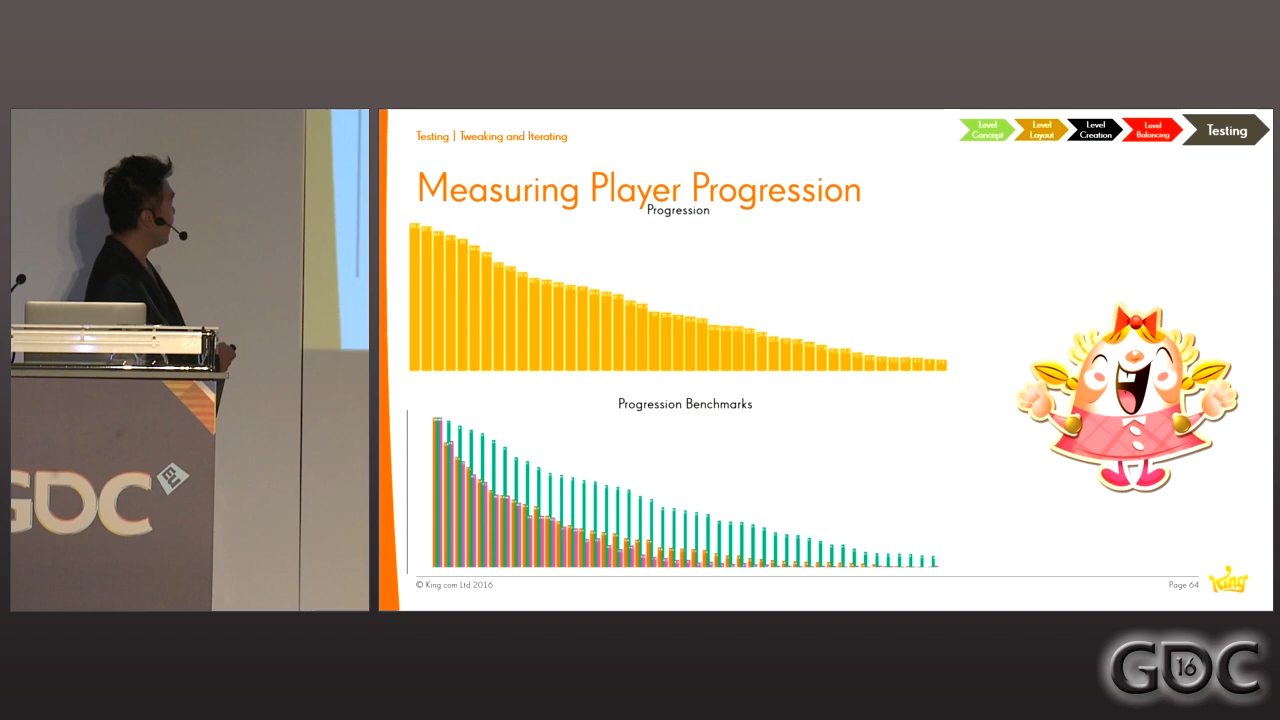 Testing | Tweaking and Iterating
Level
Concept
Level
Layout
Level
Creation
Level
Balancing
Testing
Measuring Player Progression
Progression
Progression Benchmarks
© King.com Ltd 2016
Page 64
King
GDC
EU
GDC
16